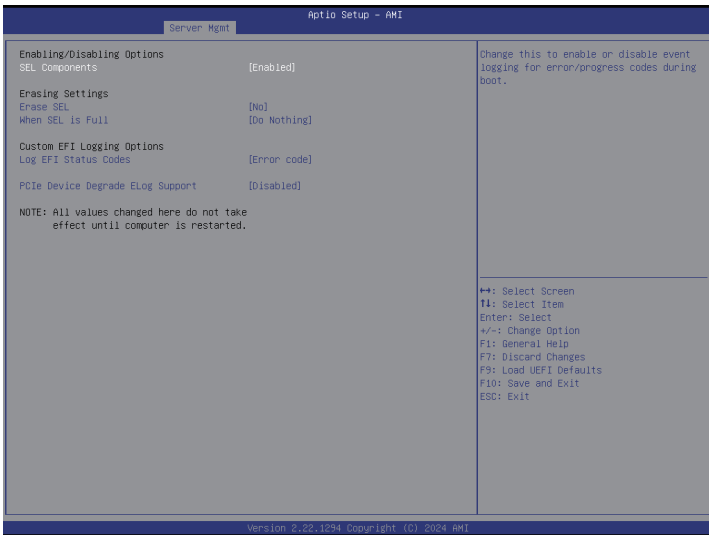 Aptio Setup – AMI
Server Mgmt
Enabling/Disabling Options
SEL Components [Enabled]
Erasing Settings
Erase SEL [No]
When SEL is Full [Do Nothing]
Custom EFI Logging Options
Log EFI Status Codes [Error code]
PCIe Device Degrade ELog Support [Disabled]
NOTE: All values changed here do not take
effect until computer is restarted.
Change this to enable or disable event
logging for error/progress codes during
boot.
↔: Select Screen
↑↓: Select Item
Enter: Select
+/-: Change Option
F1: General Help
F7: Discard Changes
F9: Load UEFI Defaults
F10: Save and Exit
ESC: Exit
Version 2.22.1294 Copyright (C) 2024 AMI